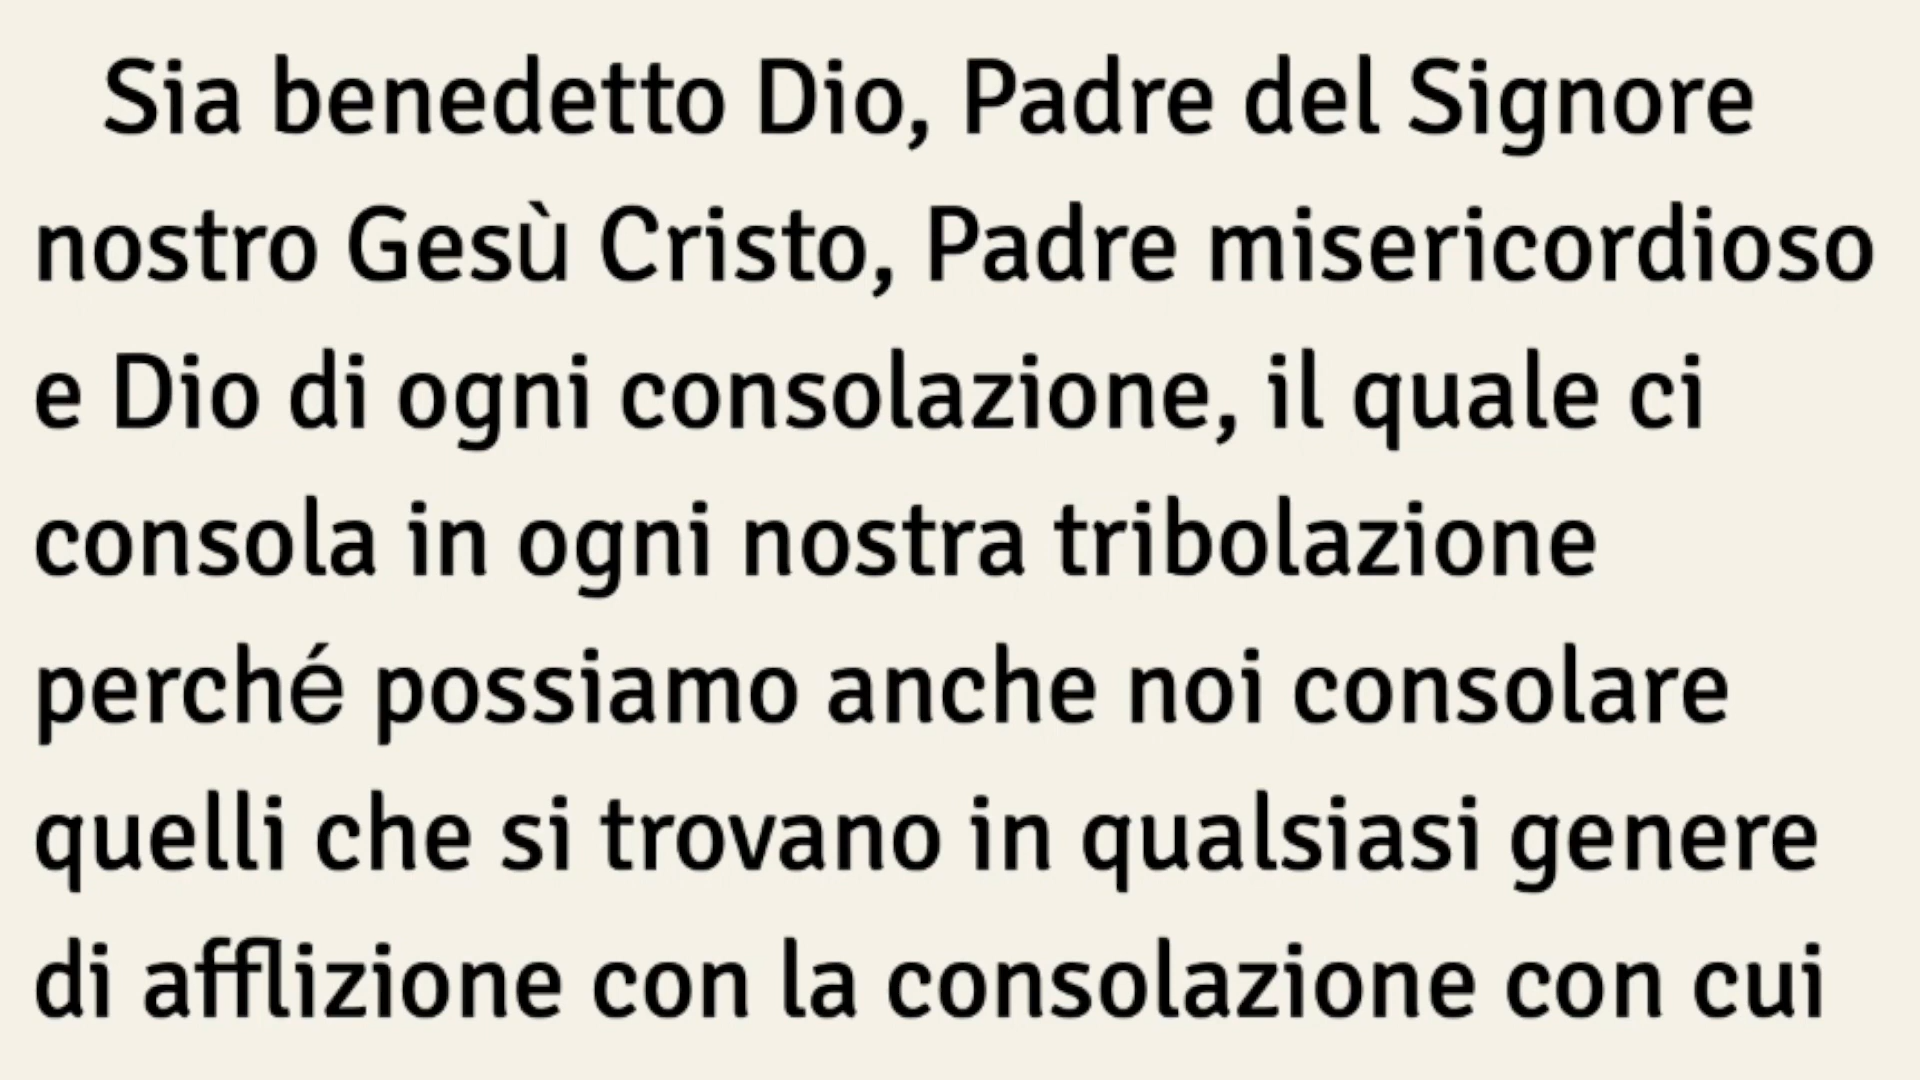 Sia benedetto Dio, Padre del Signore
nostro Gesù Cristo, Padre misericordioso
e Dio di ogni consolazione, il quale ci
consola in ogni nostra tribolazione
perché possiamo anche noi consolare
quelli che si trovano in qualsiasi genere
di afflizione con la consolazione con cui